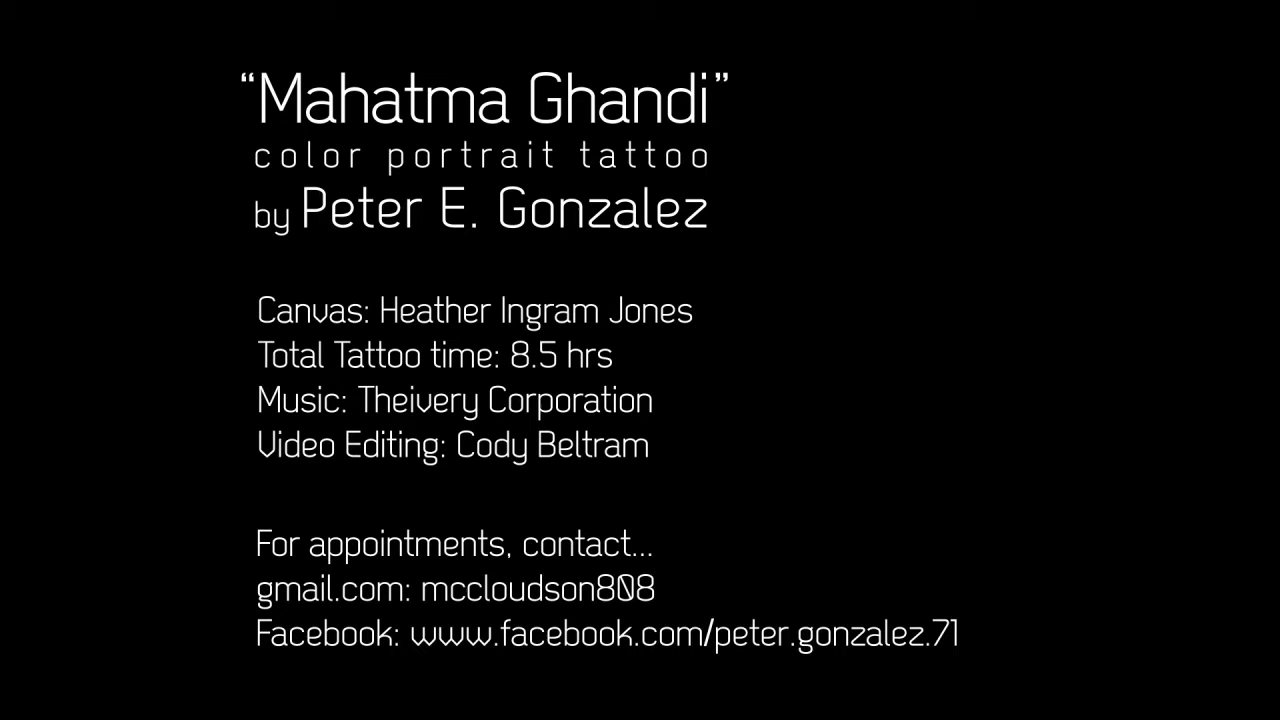 “Mahatma Ghandi”
color portrait tattoo
by Peter E. Gonzalez
Canvas: Heather Ingram Jones
Total Tattoo time: 8.5 hrs
Music: Theivery Corporation
Video Editing: Cody Beltram
For appointments, contact...
gmail.com: mccloudson808
Facebook: www.facebook.com/peter.gonzalez.71